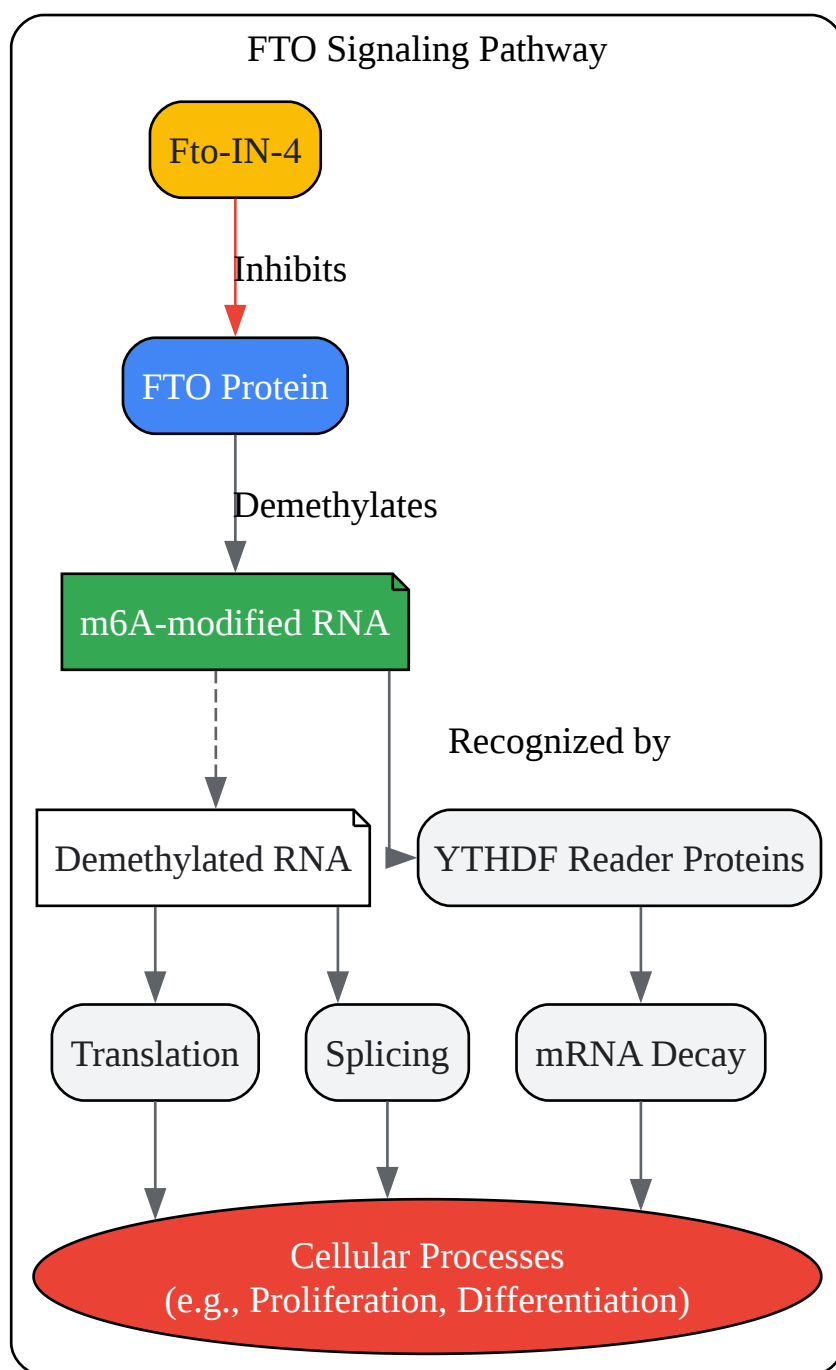 FTO Signaling Pathway
Fto-IN-4
Inhibits
FTO Protein
Demethylates
m6A-modified RNA
Recognized by
Demethylated RNA
YTHDF Reader Proteins
Translation
Splicing
mRNA Decay
Cellular Processes
(e.g., Proliferation, Differentiation)